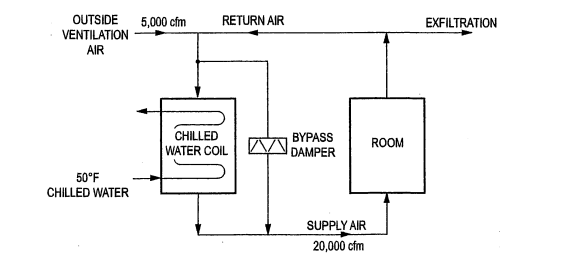 OUTSIDE
VENTILATION
AIR
5,000 cfm
RETURN AIR
EXFILTRATION
CHILLED
WATER COIL
BYPASS
DAMPER
ROOM
50°F
CHILLED WATER
SUPPLY AIR
20,000 cfm